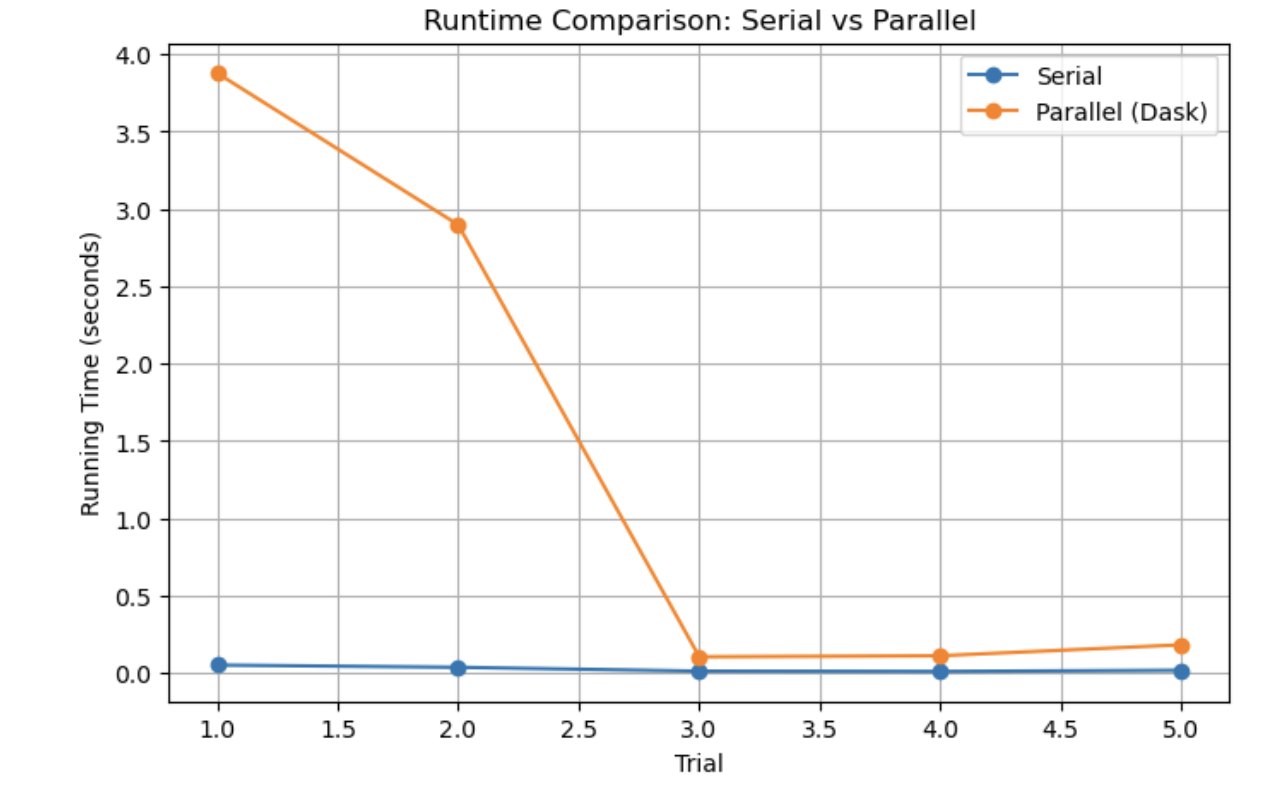 Runtime Comparison: Serial vs Parallel
Serial
Parallel (Dask)
4.0
3.5
3.0
2.5
2.0
1.5
1.0
0.5
0.0
Running Time (seconds)
1.0 1.5 2.0 2.5 3.0 3.5 4.0 4.5 5.0
Trial